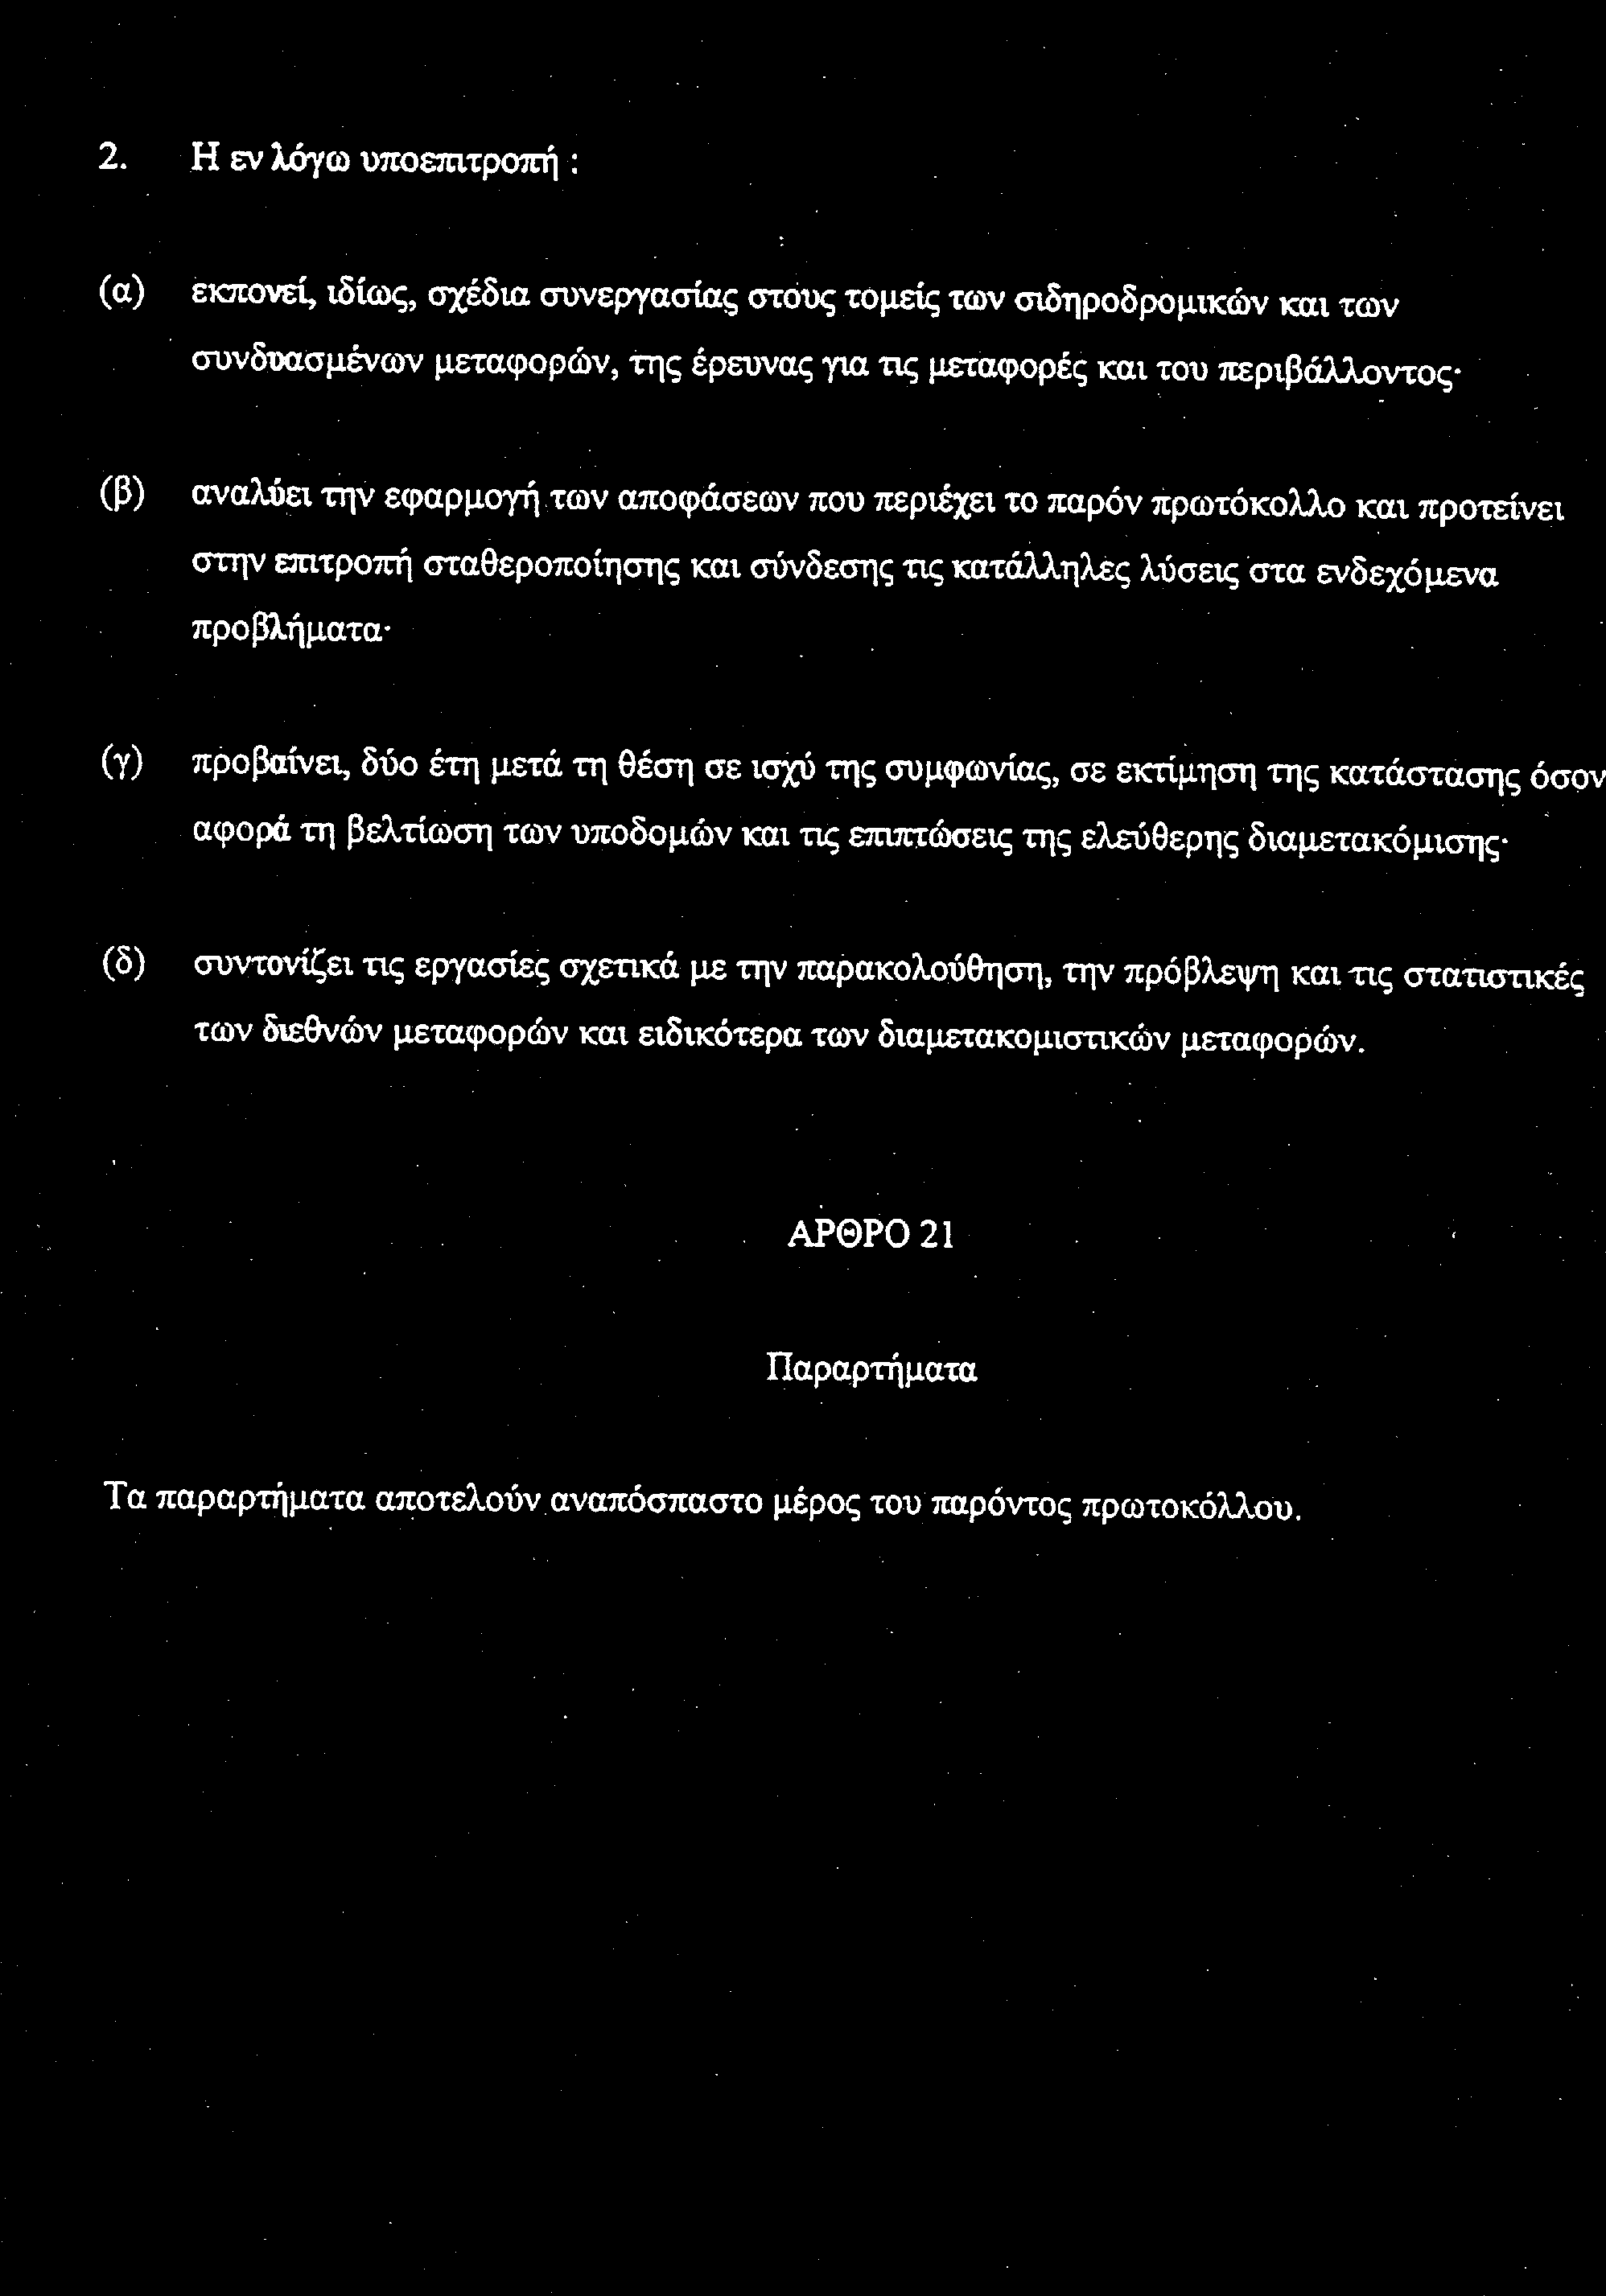 2. Η εν λόγω υποεπιτροπή :
(α) εκπονεί, ιδίως, σχέδια συνεργασίας στους τομείς των σιδηροδρομικών και των
συνδυασμένων μεταφορών, της έρευνας για τις μεταφορές και του περιβάλλοντος·
(β) αναλύει την εφαρμογή των αποφάσεων που περιέχει το παρόν πρωτόκολλο και προτείνει
στην επιτροπή σταθεροποίησης και σύνδεσης τις κατάλληλες λύσεις στα ενδεχόμενα
προβλήματα·
(γ) προβαίνει, δύο έτη μετά τη θέση σε ισχύ της συμφωνίας, σε εκτίμηση της κατάστασης όσον
αφορά τη βελτίωση των υποδομών και τις επιπτώσεις της ελεύθερης διαμετακόμισης·
(δ) συντονίζει τις εργασίες σχετικά με την παρακολούθηση, την πρόβλεψη και τις στατιστικές
των διεθνών μεταφορών και ειδικότερα των διαμετακομιστικών μεταφορών.
ΑΡΘΡΟ 21
Παραρτήματα
Τα παραρτήματα αποτελούν αναπόσπαστο μέρος του παρόντος πρωτοκόλλου.